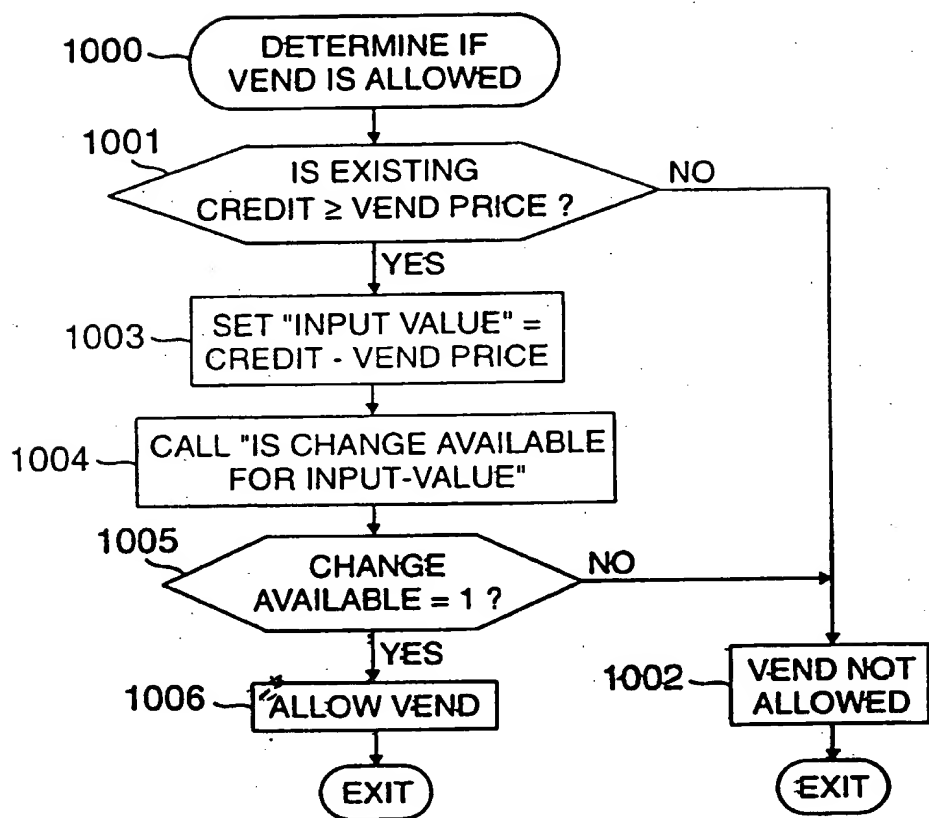 1000
DETERMINE IF
VEND IS ALLOWED
1001
IS EXISTING
CREDIT ≥ VEND PRICE ?
NO
YES
1003
SET "INPUT VALUE" =
CREDIT - VEND PRICE
1004
CALL "IS CHANGE AVAILABLE
FOR INPUT-VALUE"
1005
CHANGE
AVAILABLE = 1 ?
NO
YES
1006
ALLOW VEND
1002
VEND NOT
ALLOWED
EXIT
EXIT